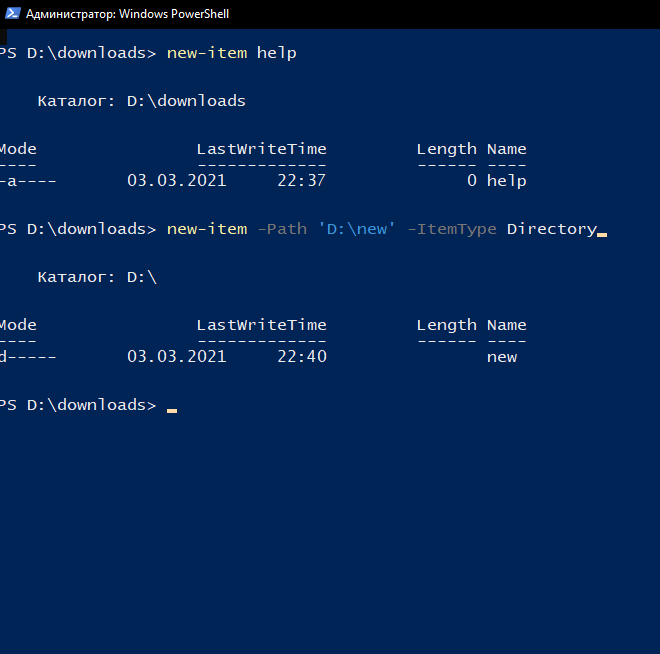 Администратор: Windows PowerShell
PS D:\downloads> new-item help
Каталог: D:\downloads
Mode LastWriteTime Length Name
---- ------------- ------ ----
-a---- 03.03.2021 22:37 0 help
PS D:\downloads> new-item -Path 'D:\new' -ItemType Directory
Каталог: D:\
Mode LastWriteTime Length Name
---- ------------- ------ ----
d----- 03.03.2021 22:40 new
PS D:\downloads>